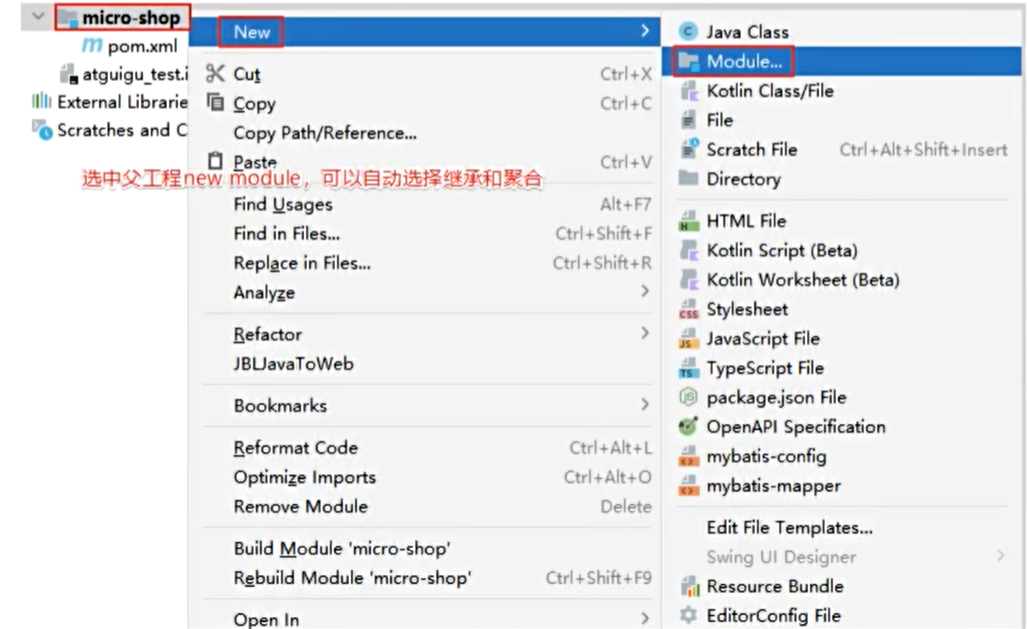 micro-shop
pom.xml
atguigu_test.i
External Librarie
Scratches and C
New
Cut Ctrl+X
Copy Ctrl+C
Copy Path/Reference...
Paste Ctrl+V
选中父工程new module，可以自动选择继承和聚合
Find Usages Alt+F7
Find in Files... Ctrl+Shift+F
Replace in Files... Ctrl+Shift+R
Analyze
Refactor
JBLJavaToWeb
Bookmarks
Reformat Code Ctrl+Alt+L
Optimize Imports Ctrl+Alt+O
Remove Module Delete
Build Module 'micro-shop'
Rebuild Module 'micro-shop' Ctrl+Shift+F9
Open In
Java Class
Module...
Kotlin Class/File
File
Scratch File Ctrl+Alt+Shift+Insert
Directory
HTML File
Kotlin Script (Beta)
Kotlin Worksheet (Beta)
Stylesheet
JavaScript File
TypeScript File
package.json File
OpenAPI Specification
mybatis-config
mybatis-mapper
Edit File Templates...
Swing UI Designer
Resource Bundle
EditorConfig File